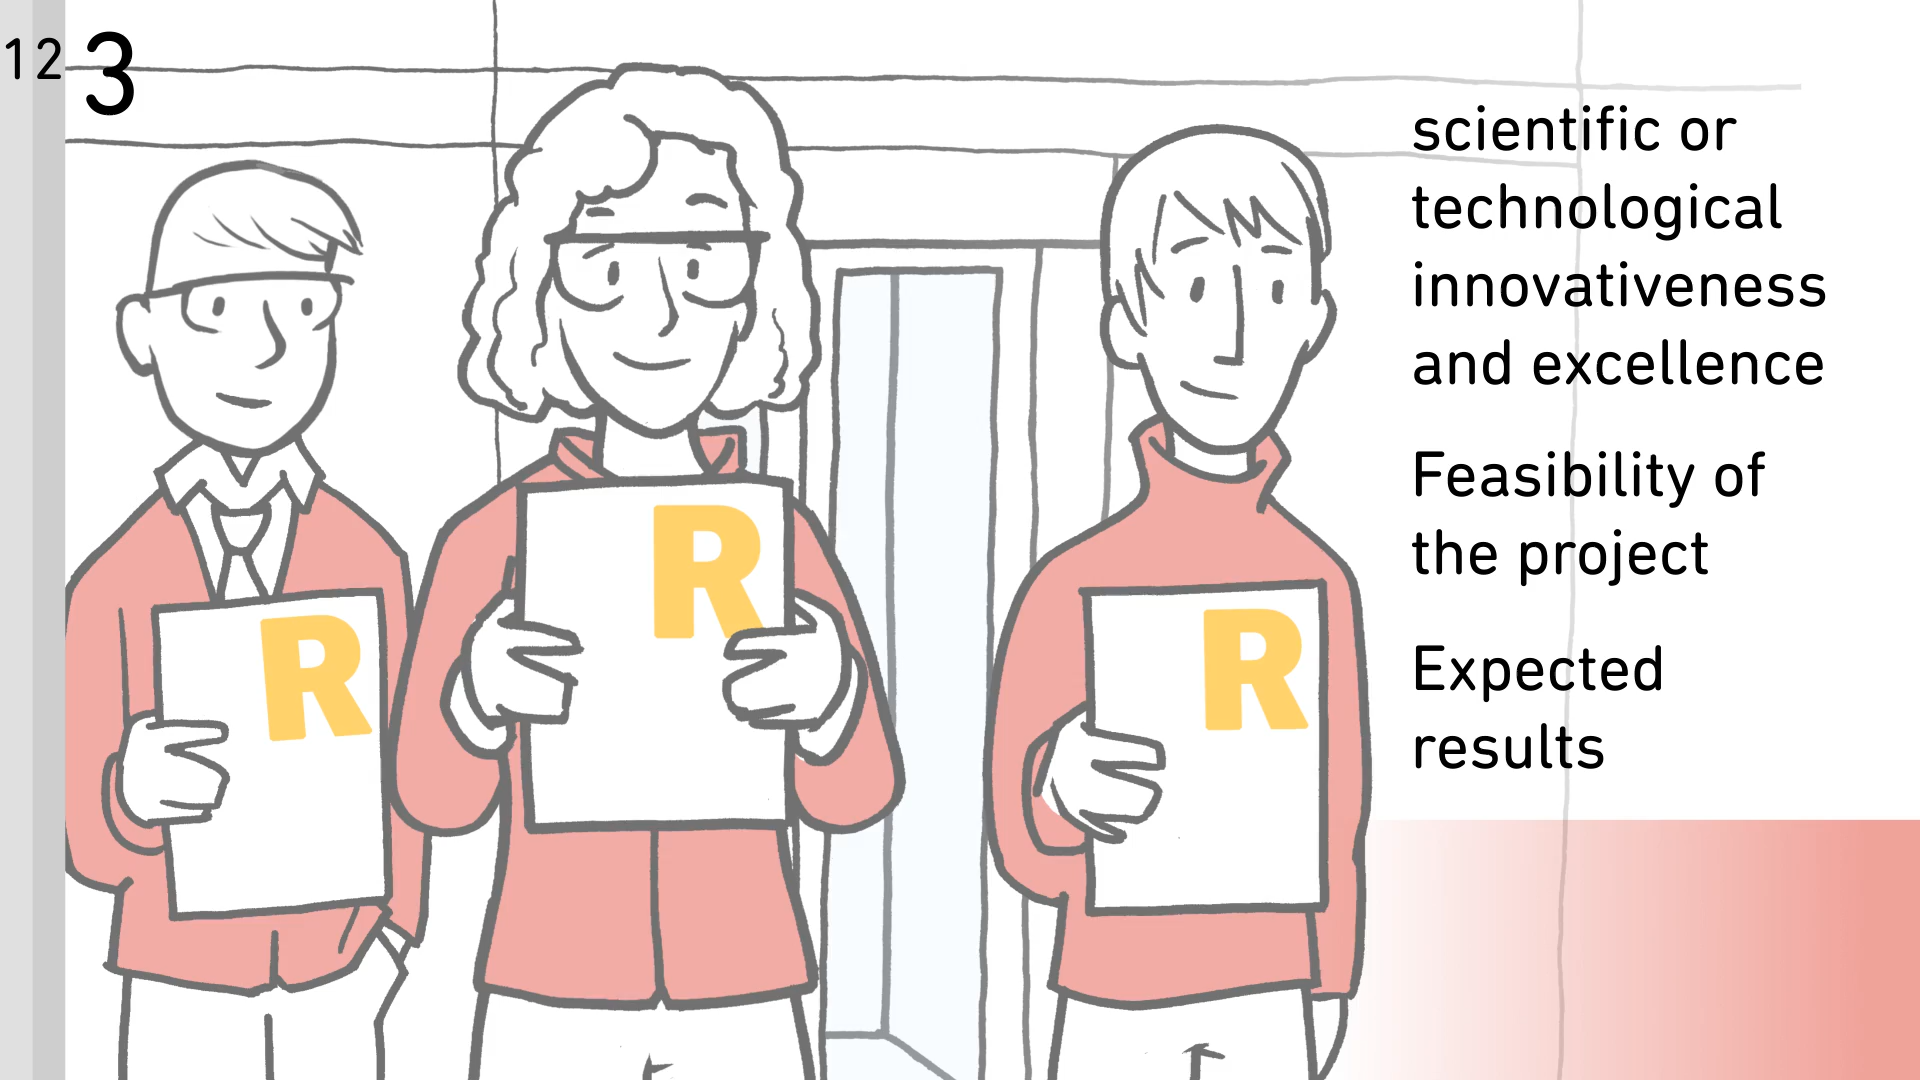 12 3
scientific or
technological
innovativeness
and excellence
Feasibility of
the project
Expected
results
R
R
R